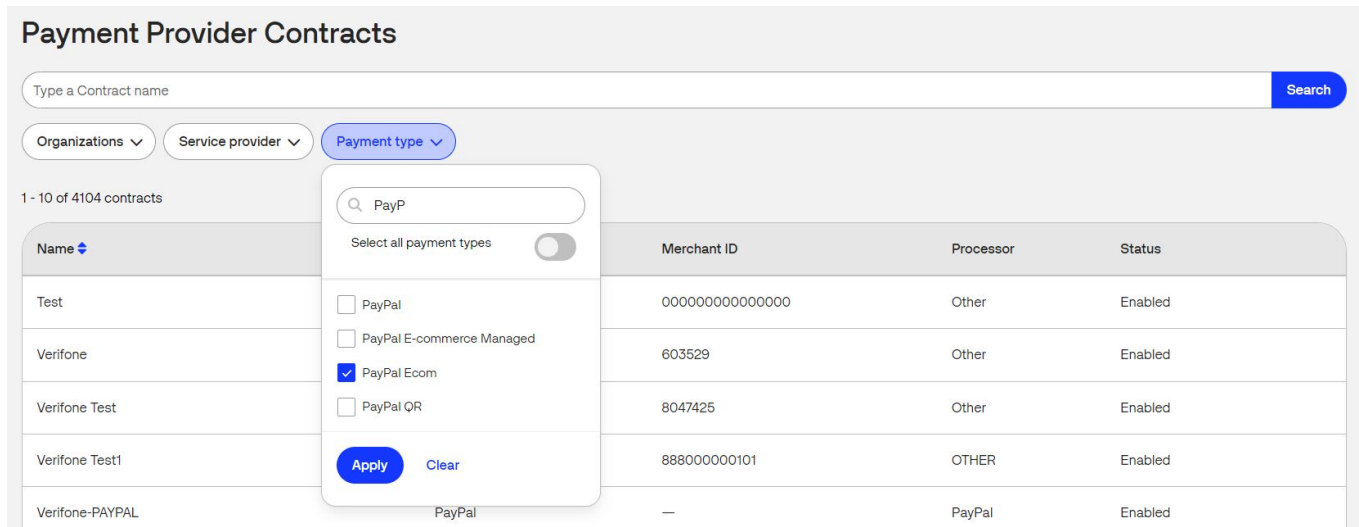 Payment Provider Contracts
Type a Contract name
Search
Organizations
Service provider
Payment type
1 - 10 of 4104 contracts
PayP
Select all payment types
PayPal
PayPal E-commerce Managed
PayPal Ecom
PayPal QR
Apply Clear
Name Merchant ID Processor Status
Test 000000000000000 Other Enabled
Verifone 603529 Other Enabled
Verifone Test 8047425 Other Enabled
Verifone Test1 888000000101 OTHER Enabled
Verifone-PAYPAL PayPal — PayPal Enabled